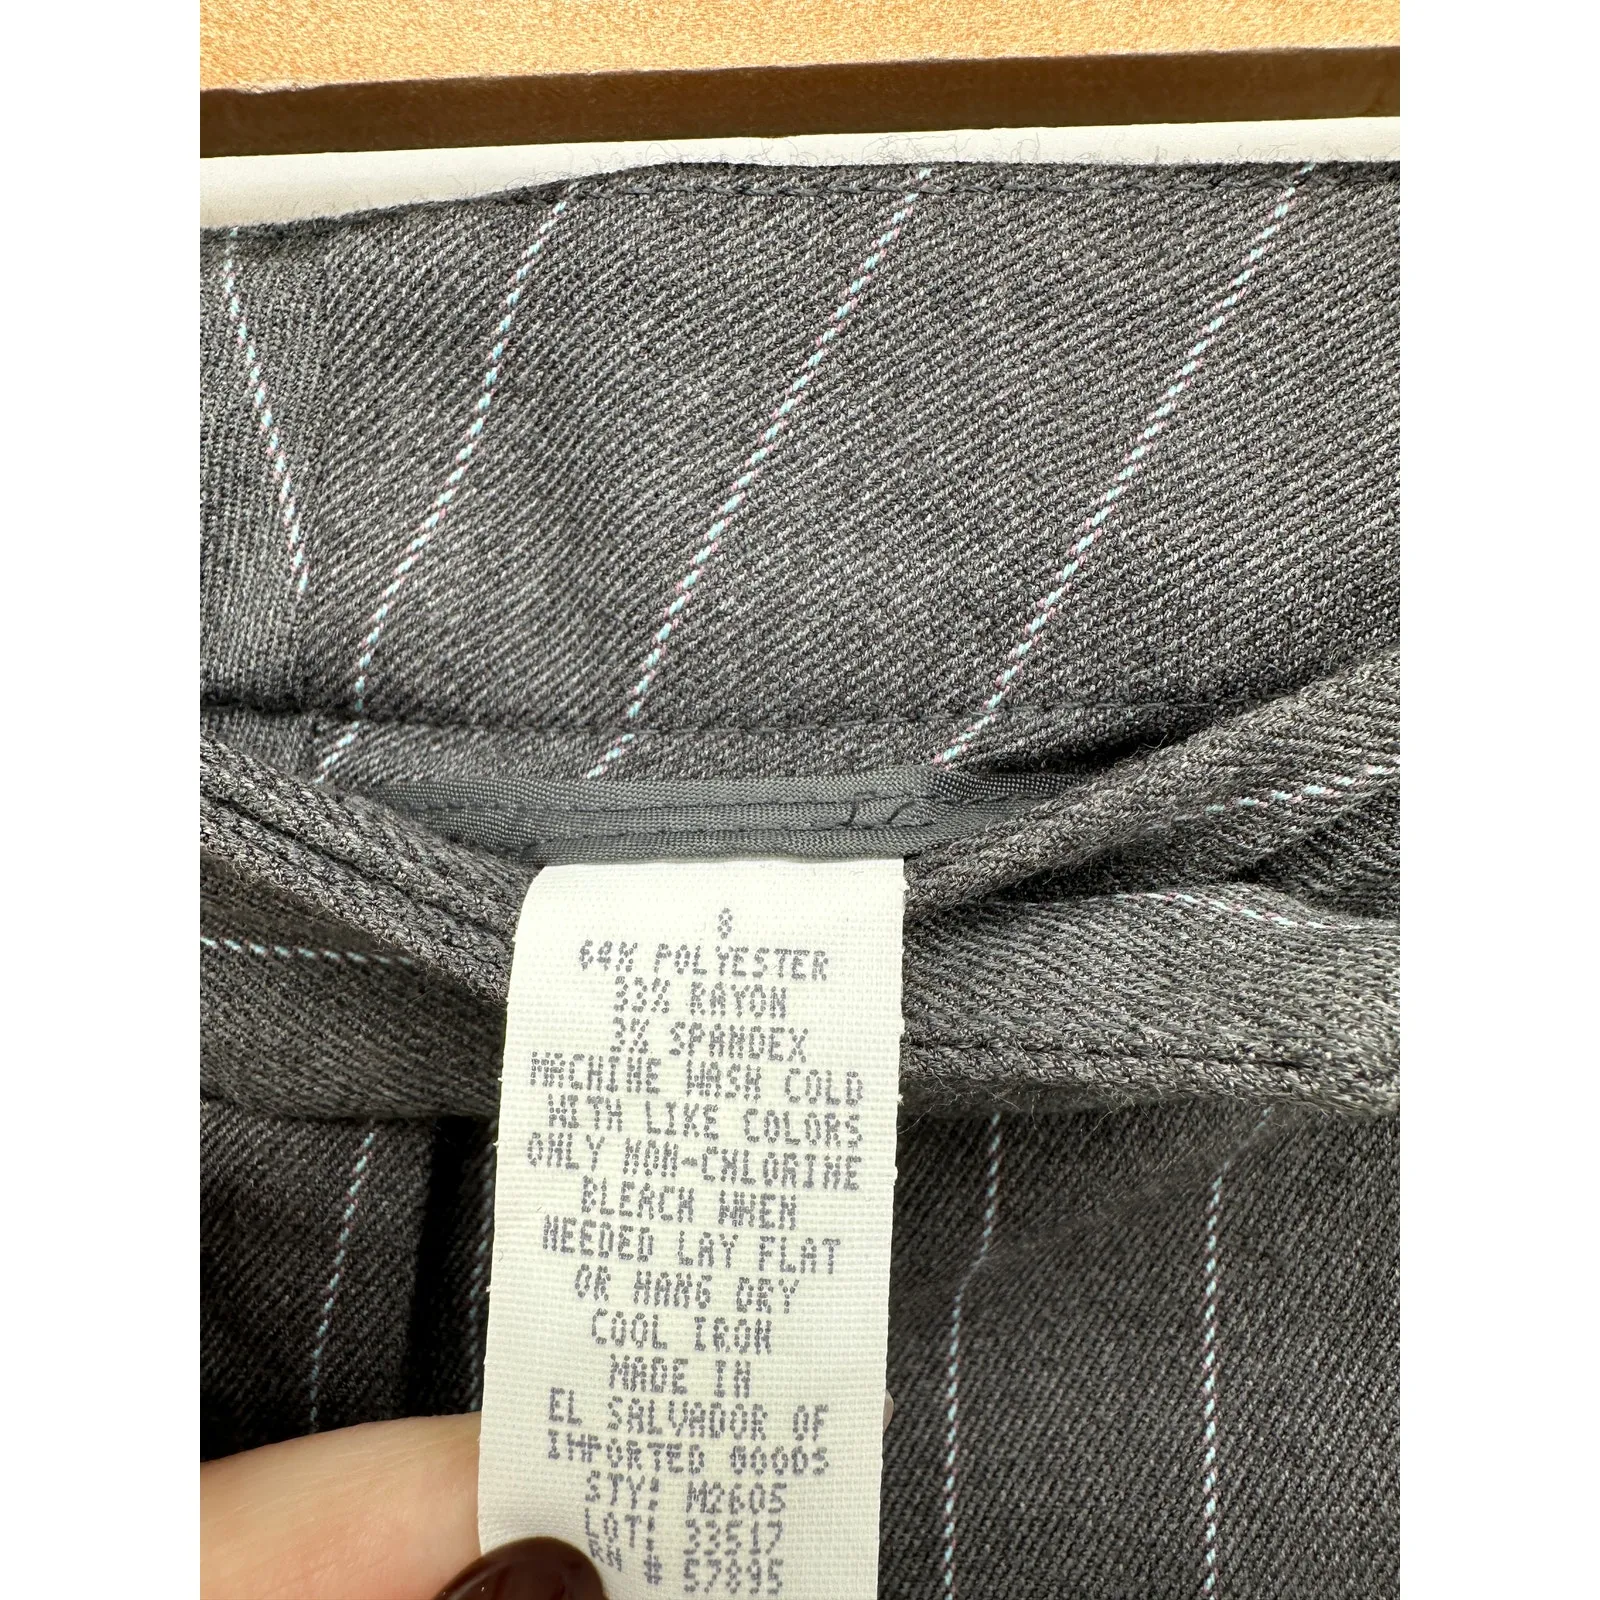 8
64% POLYESTER
33% RAYON
3% SPANDEX
MACHINE WASH COLD
WITH LIKE COLORS
ONLY NON-CHLORINE
BLEACH WHEN
NEEDED LAY FLAT
OR HANG DRY
COOL IRON
MADE IN
EL SALVADOR OF
IMPORTED GOODS
STY: M2605
LOT: 33517
RN # 57895